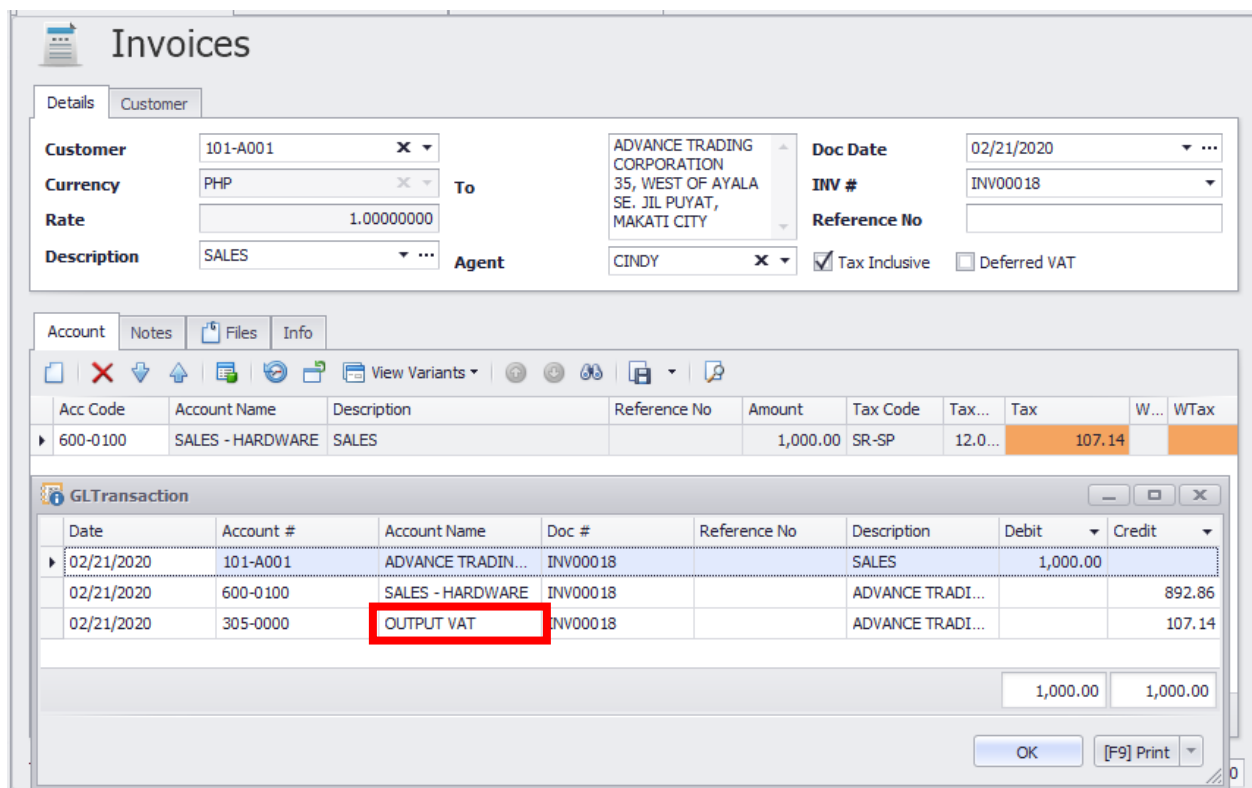 Invoices
Details Customer
Customer 101-A001
Currency PHP
Rate 1.00000000
Description SALES
To
ADVANCE TRADING
CORPORATION
35, WEST OF AYALA
SE. JIL PUYAT,
MAKATI CITY
Agent CINDY
Doc Date 02/21/2020
INV # INV00018
Reference No
Tax Inclusive Deferred VAT
Account Notes Files Info
View Variants
Acc Code Account Name Description Reference No Amount Tax Code Tax... Tax W... WTax
600-0100 SALES - HARDWARE SALES 1,000.00 SR-SP 12.0... 107.14
GLTransaction
Date Account # Account Name Doc # Reference No Description Debit Credit
02/21/2020 101-A001 ADVANCE TRADIN... INV00018 SALES 1,000.00
02/21/2020 600-0100 SALES - HARDWARE INV00018 ADVANCE TRADI... 892.86
02/21/2020 305-0000 OUTPUT VAT INV00018 ADVANCE TRADI... 107.14
1,000.00 1,000.00
OK [F9] Print
0